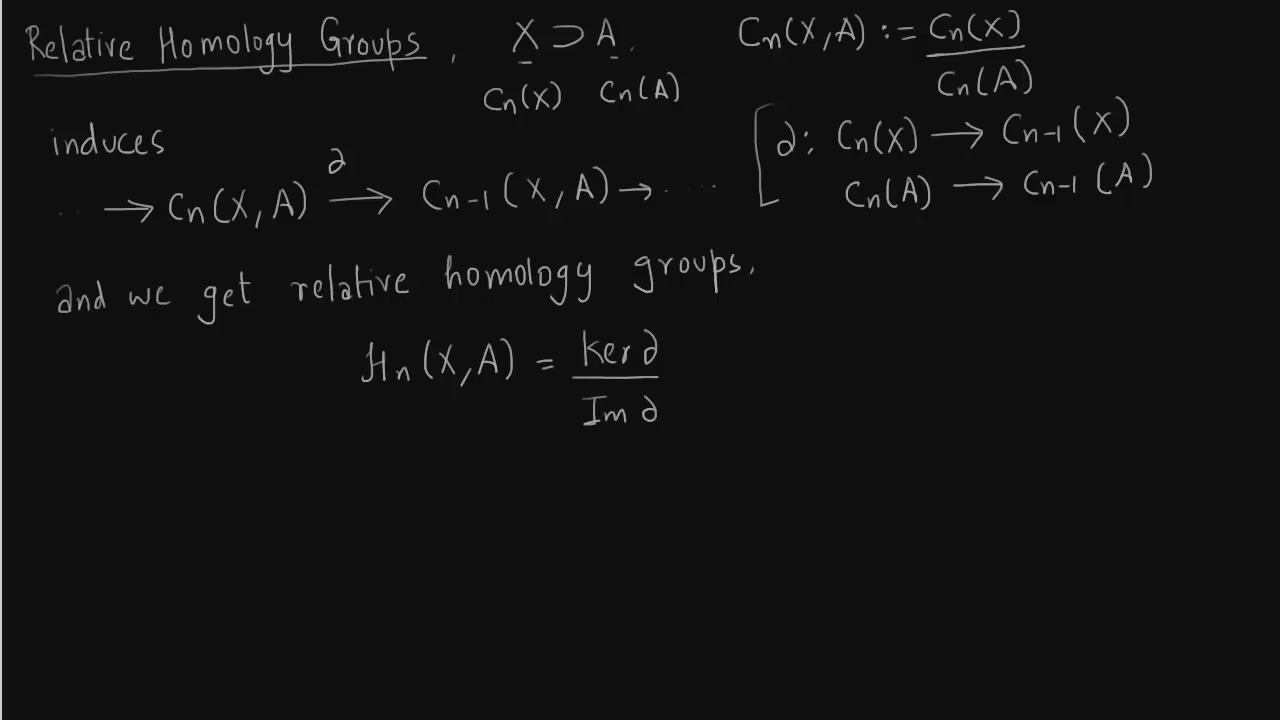 Relative Homology Groups, X ⊃ A. Cn(X,A) := Cn(X)/Cn(A)
Cn(X) Cn(A)
induces [∂: Cn(X) → Cn-1(X)
Cn(A) → Cn-1(A)
.. → Cn(X,A) ∂→ Cn-1(X,A) → .....
and we get relative homology groups.
Hn(X,A) = Ker ∂ / Im ∂